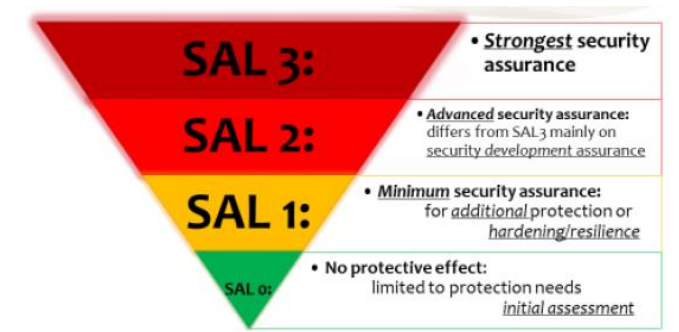 SAL 3:
• Strongest security
assurance
SAL 2:
• Advanced security assurance:
differs from SAL3 mainly on
security development assurance
SAL 1:
• Minimum security assurance:
for additional protection or
hardening/resilience
SAL 0:
• No protective effect:
limited to protection needs
initial assessment